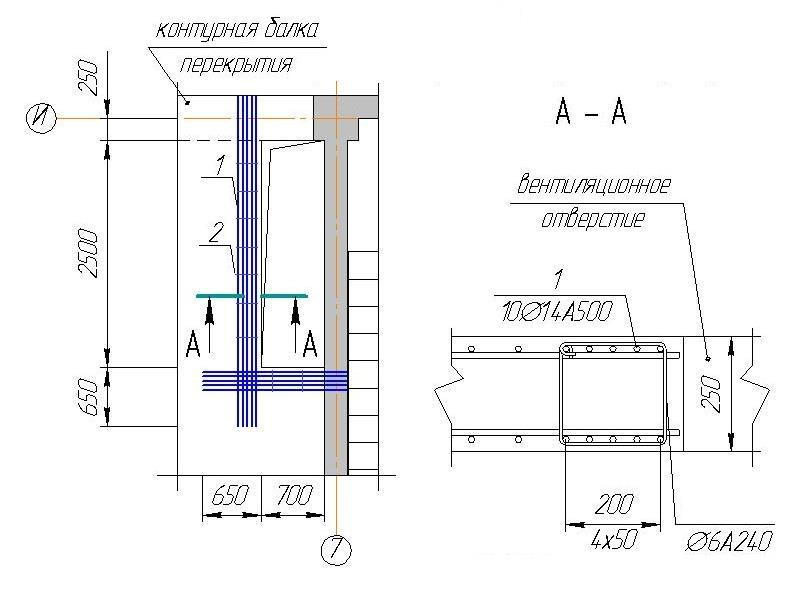 контурная балка
перекрытия
250
И
1
2
2500
А
А
650
650
700
7
А – А
вентиляционное
отверстие
1
10Ø14А500
250
200
4х50
Ø6А240